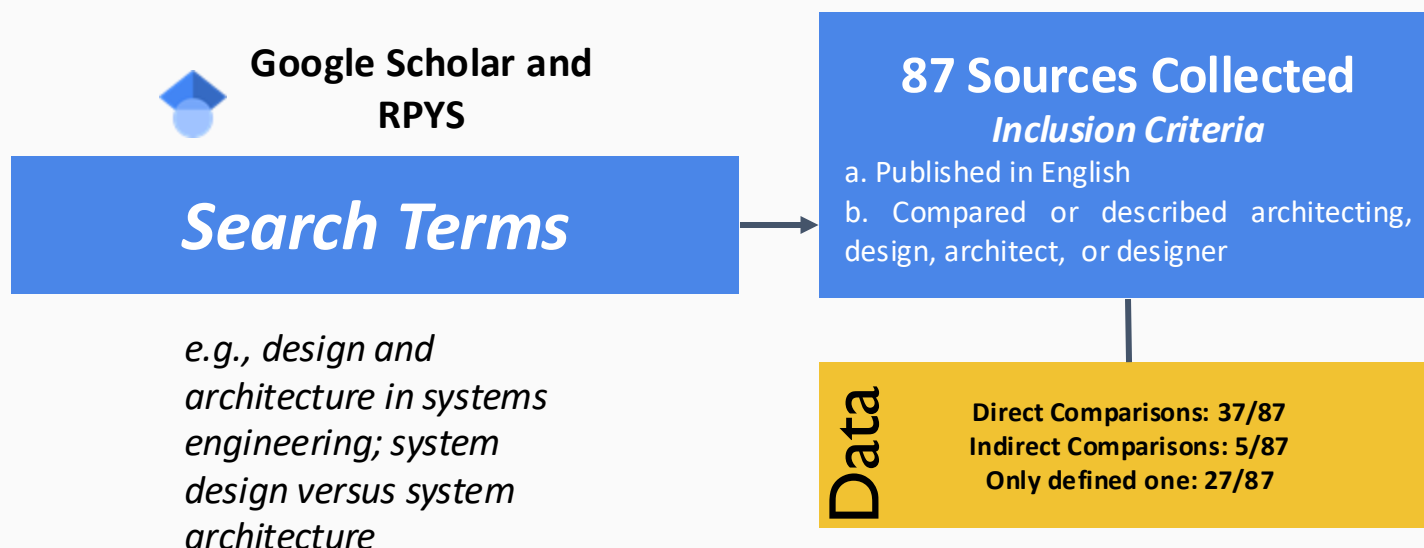 Google Scholar and
RPYS
Search Terms
e.g., design and
architecture in systems
engineering; system
design versus system
architecture
87 Sources Collected
Inclusion Criteria
a. Published in English
b. Compared or described architecting,
design, architect, or designer
Data
Direct Comparisons: 37/87
Indirect Comparisons: 5/87
Only defined one: 27/87